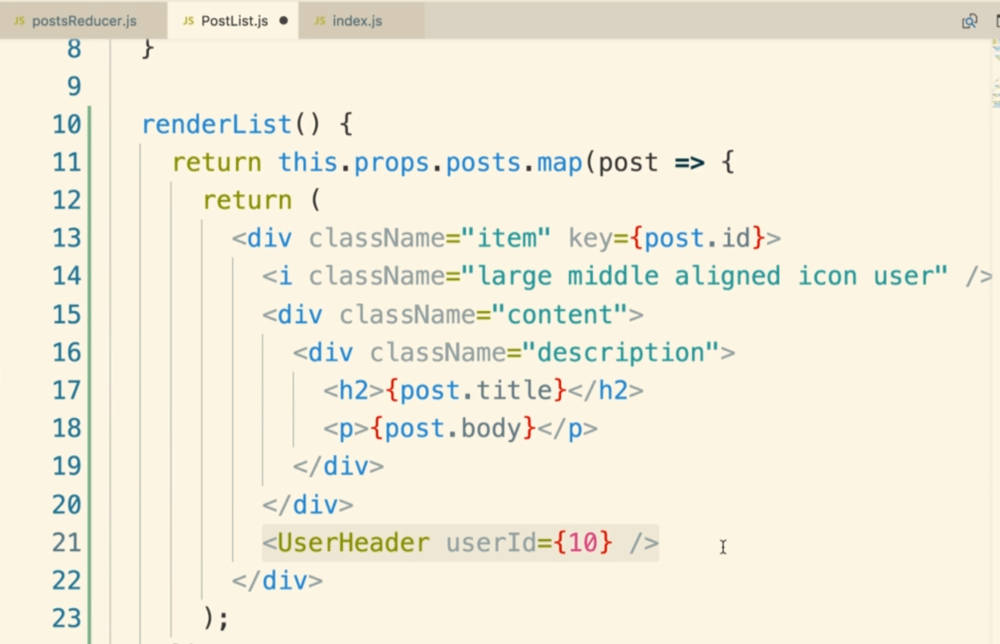 JS postsReducer.js JS PostList.js ● JS index.js
8 }
9
10 renderList() {
11 return this.props.posts.map(post => {
12 return (
13 <div className="item" key={post.id}>
14 <i className="large middle aligned icon user" />
15 <div className="content">
16 <div className="description">
17 <h2>{post.title}</h2>
18 <p>{post.body}</p>
19 </div>
20 </div>
21 <UserHeader userId={10} />
22 </div>
23 );